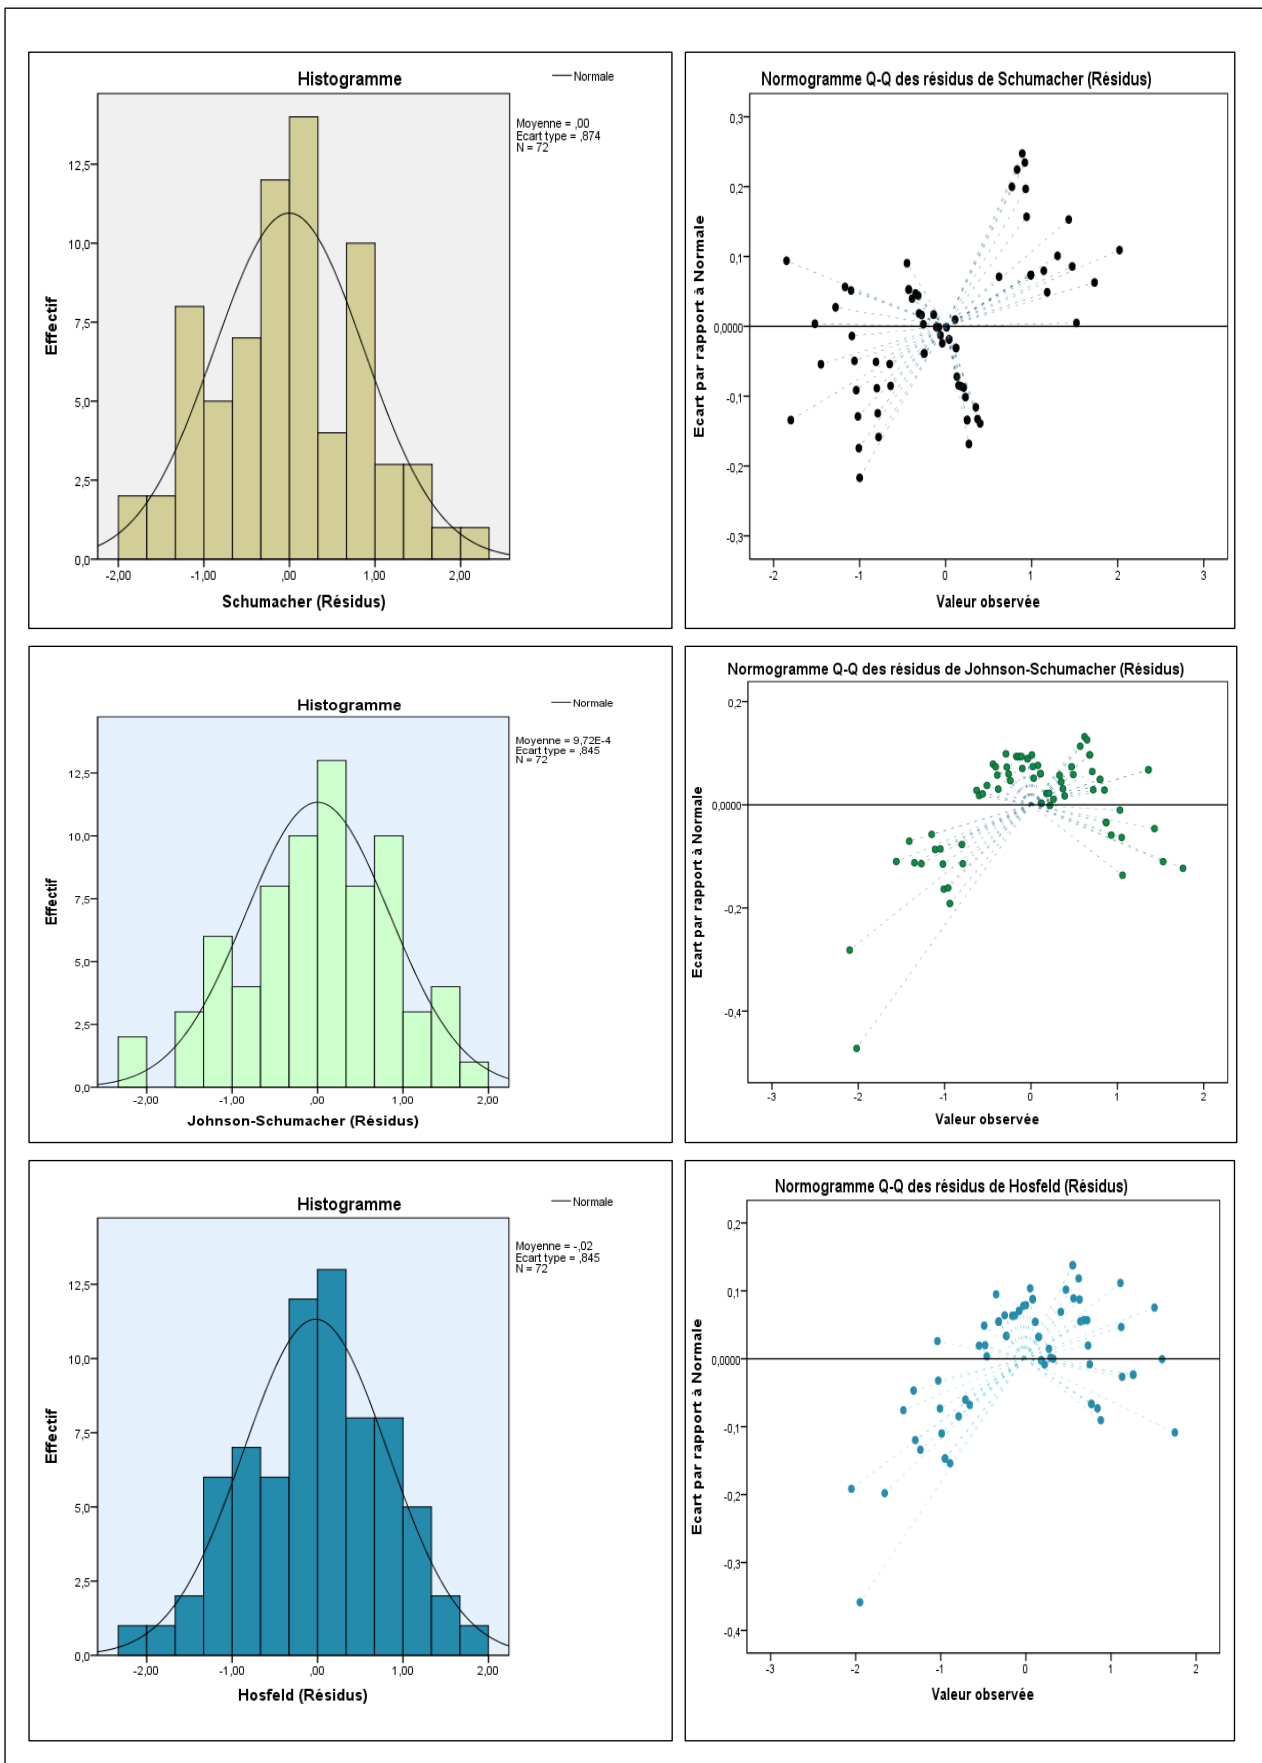 Histogramme
Normale
Moyenne = ,00
Ecart type = ,874
N = 72
Effectif
12,5
10,0
7,5
5,0
2,5
0,0
-2,00 -1,00 ,00 1,00 2,00
Schumacher (Résidus)
Normogramme Q-Q des résidus de Schumacher (Résidus)
Ecart par rapport à Normale
0,3
0,2
0,1
0,0000
-0,1
-0,2
-0,3
-2 -1 0 1 2 3
Valeur observée
Histogramme
Normale
Moyenne = 9,72E-4
Ecart type = ,845
N = 72
Effectif
12,5
10,0
7,5
5,0
2,5
0,0
-2,00 -1,00 ,00 1,00 2,00
Johnson-Schumacher (Résidus)
Normogramme Q-Q des résidus de Johnson-Schumacher (Résidus)
Ecart par rapport à Normale
0,2
0,0000
-0,2
-0,4
-3 -2 -1 0 1 2
Valeur observée
Histogramme
Normale
Moyenne = -,02
Ecart type = ,845
N = 72
Effectif
12,5
10,0
7,5
5,0
2,5
0,0
-2,00 -1,00 ,00 1,00 2,00
Hosfeld (Résidus)
Normogramme Q-Q des résidus de Hosfeld (Résidus)
Ecart par rapport à Normale
0,2
0,1
0,0000
-0,1
-0,2
-0,3
-0,4
-3 -2 -1 0 1 2
Valeur observée